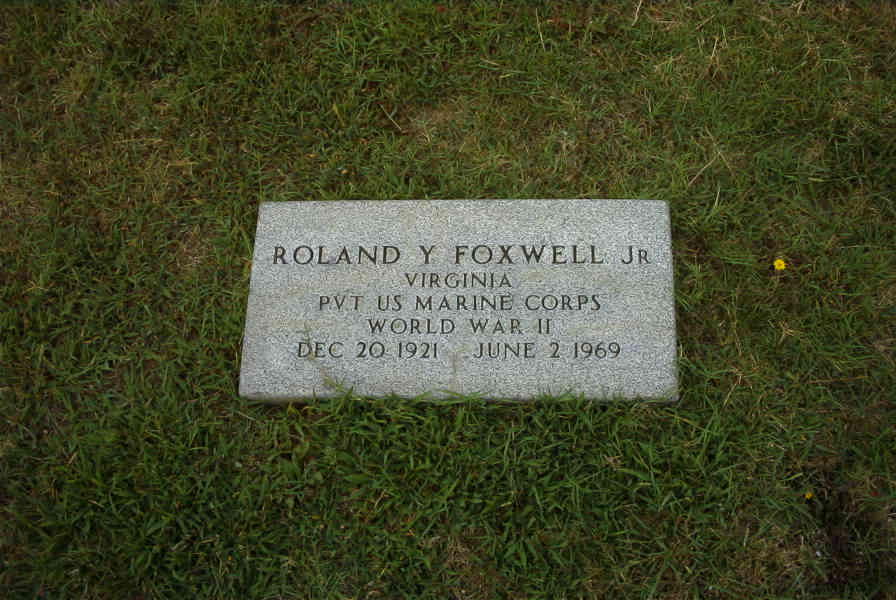 ROLAND Y FOXWELL JR
VIRGINIA
PVT US MARINE CORPS
WORLD WAR II
DEC 20 1921 JUNE 2 1969